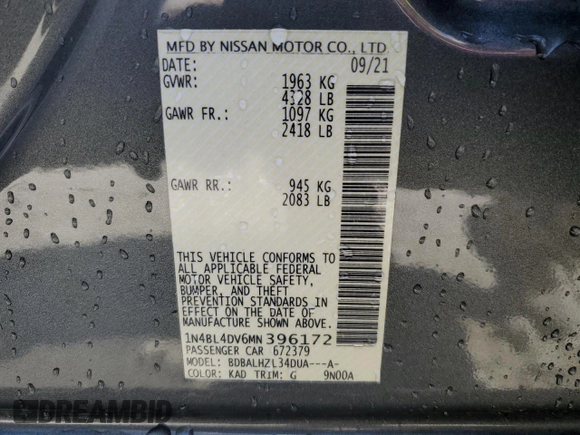 MFD BY NISSAN MOTOR CO., LTD
DATE: 09/21
GVWR: 1963 KG
4328 LB
GAWR FR.: 1097 KG
2418 LB
GAWR RR.: 945 KG
2083 LB
THIS VEHICLE CONFORMS TO
ALL APPLICABLE FEDERAL
MOTOR VEHICLE SAFETY,
BUMPER, AND THEFT
PREVENTION STANDARDS IN
EFFECT ON THE DATE OF
MANUFACTURE SHOWN ABOVE.
1N4BL4DV6MN396172
PASSENGER CAR 672379
MODEL: BDBALHZL34DUA---A-
COLOR: KAD TRIM: G 9N00A
DREAMBID